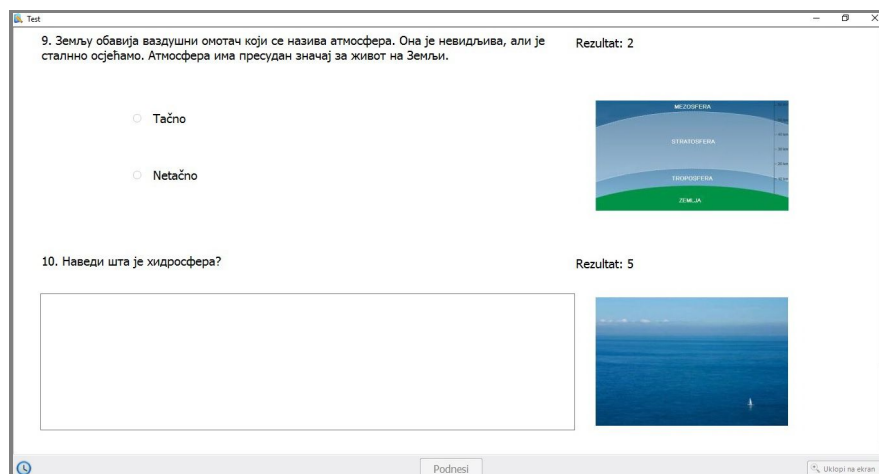 Test
9. Земљу обавија ваздушни омотач који се назива атмосфера. Она је невидљива, али је
сталнно осјећамо. Атмосфера има пресудан значај за живот на Земљи.
Rezultat: 2
Tačno
Netačno
MEZOSFERA
STRATOSFERA
TROPOSFERA
ZEMLJA
10. Наведи шта је хидросфера?
Rezultat: 5
Podnesi
Uklopi na ekran